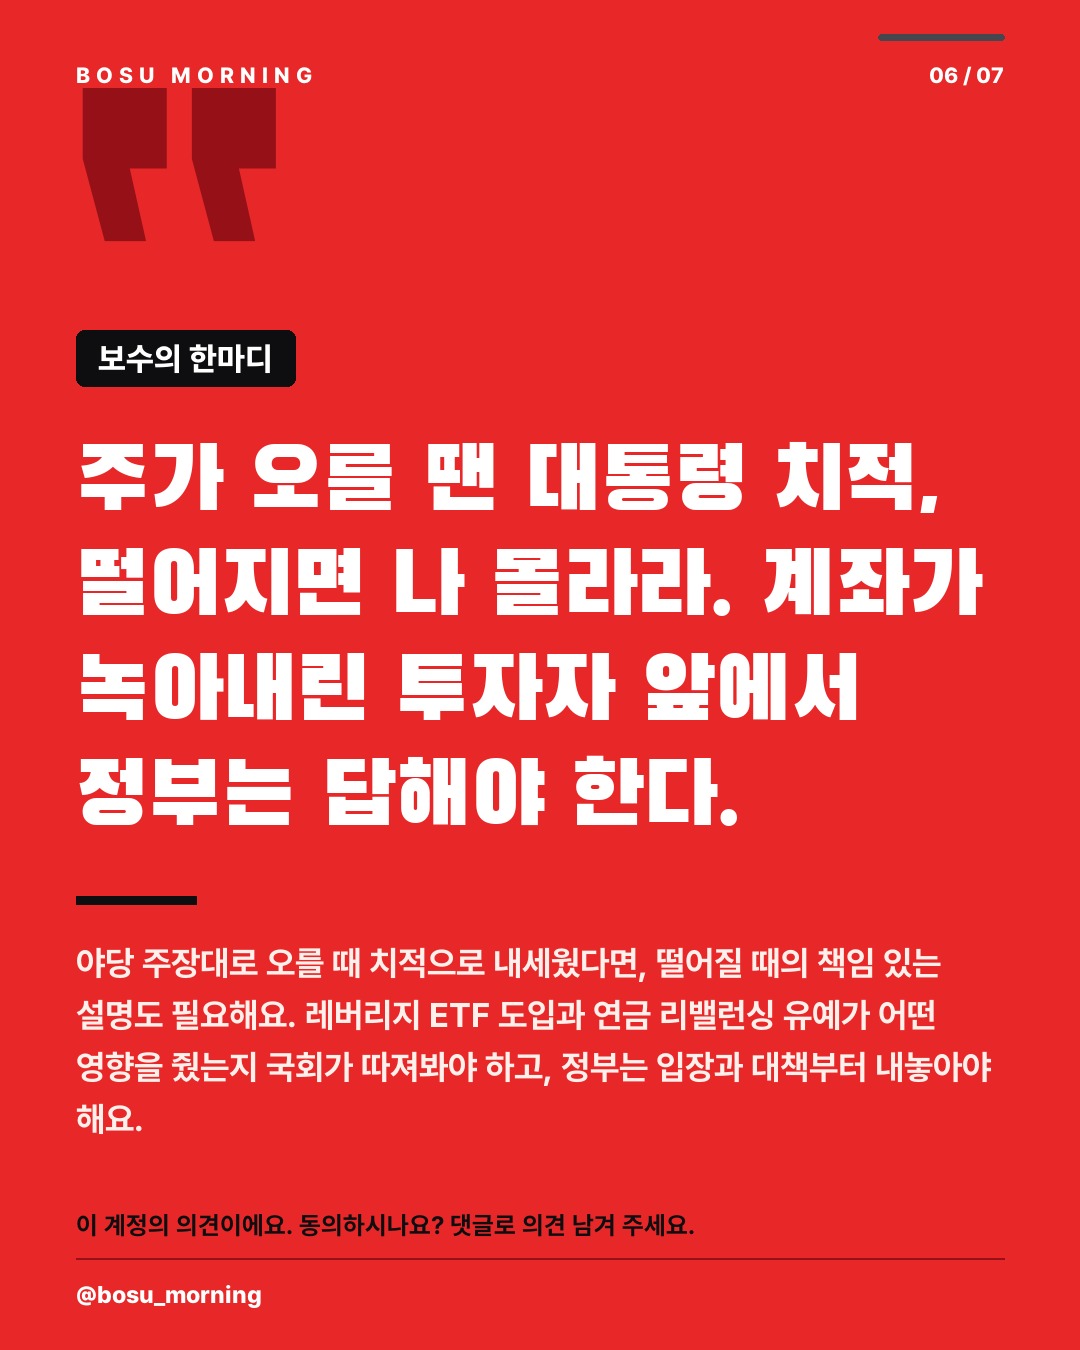 BOSU MORNING
06 / 07
보수의 한마디
주가 오를 땐 대통령 치적,
떨어지면 나 몰라라. 계좌가
녹아내린 투자자 앞에서
정부는 답해야 한다.
야당 주장대로 오를 때 치적으로 내세웠다면, 떨어질 때의 책임 있는
설명도 필요해요. 레버리지 ETF 도입과 연금 리밸런싱 유예가 어떤
영향을 줬는지 국회가 따져봐야 하고, 정부는 입장과 대책부터 내놓아야
해요.
이 계정의 의견이에요. 동의하시나요? 댓글로 의견 남겨 주세요.
@bosu_morning